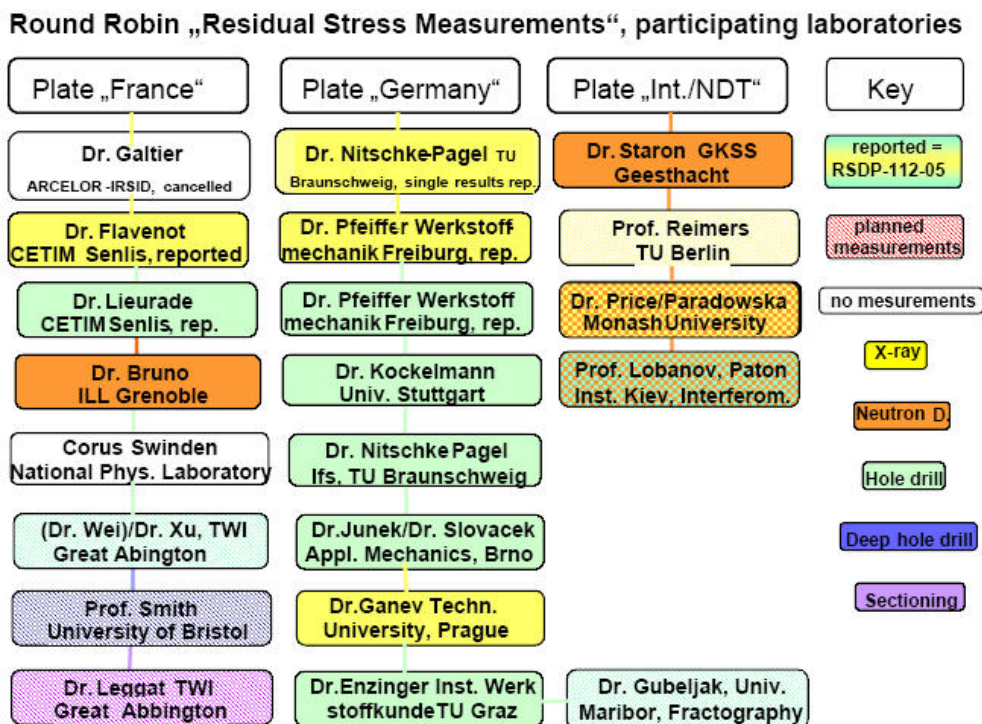 Round Robin „Residual Stress Measurements“, participating laboratories
Plate „France“
Dr. Galtier
ARCELOR -IRSID, cancelled
Dr. Flavenot
CETIM Senlis, reported
Dr. Lieurade
CETIM Senlis, rep.
Dr. Bruno
ILL Grenoble
Corus Swinden
National Phys. Laboratory
(Dr. Wei)/Dr. Xu, TWI
Great Abington
Prof. Smith
University of Bristol
Dr. Leggat TWI
Great Abbington
Plate „Germany“
Dr. Nitschke-Pagel TU
Braunschweig, single results rep..
Dr. Pfeiffer Werkstoff-
mechanik Freiburg, rep.
Dr. Pfeiffer Werkstoff
mechanik Freiburg, rep.
Dr. Kockelmann
Univ. Stuttgart
Dr. Nitschke Pagel
Ifs, TU Braunschweig
Dr.Junek/Dr. Slovacek
Appl. Mechanics, Brno
Dr.Ganev Techn.
University, Prague
Dr.Enzinger Inst. Werk
stoffkunde TU Graz
Plate „Int./NDT“
Dr. Staron GKSS
Geesthacht
Prof. Reimers
TU Berlin
Dr. Price/Paradowska
Monash University
Prof. Lobanov, Paton
Inst. Kiev, Interferom.
Dr. Gubeljak, Univ.
Maribor, Fractography
Key
reported =
RSDP-112-05
planned
measurements
no mesurements
X-ray
Neutron D.
Hole drill
Deep hole drill
Sectioning